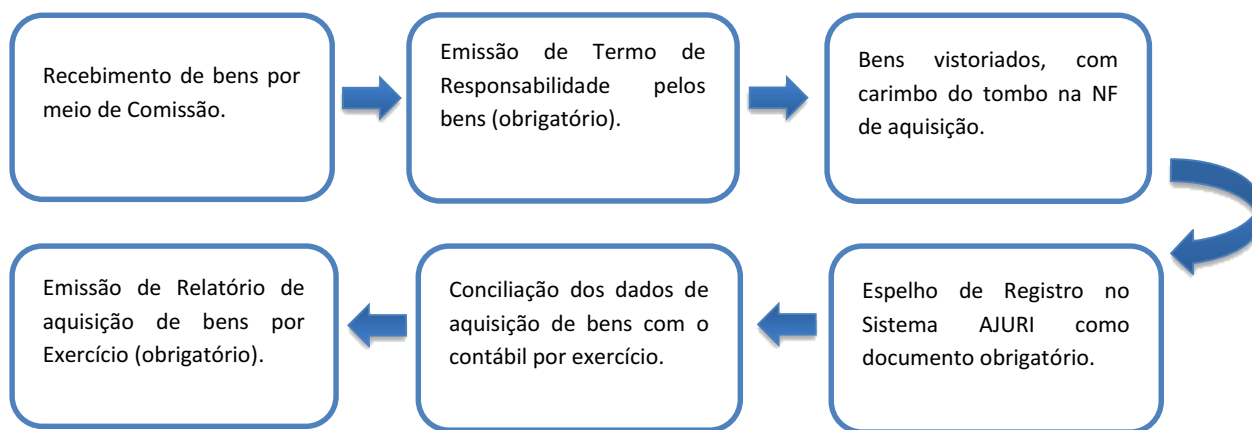 Recebimento de bens por
meio de Comissão.
Emissão de Termo de
Responsabilidade pelos
bens (obrigatório).
Bens vistoriados, com
carimbo do tombo na NF
de aquisição.
Espelho de Registro no
Sistema AJURI como
documento obrigatório.
Conciliação dos dados de
aquisição de bens com o
contábil por exercício.
Emissão de Relatório de
aquisição de bens por
Exercício (obrigatório).